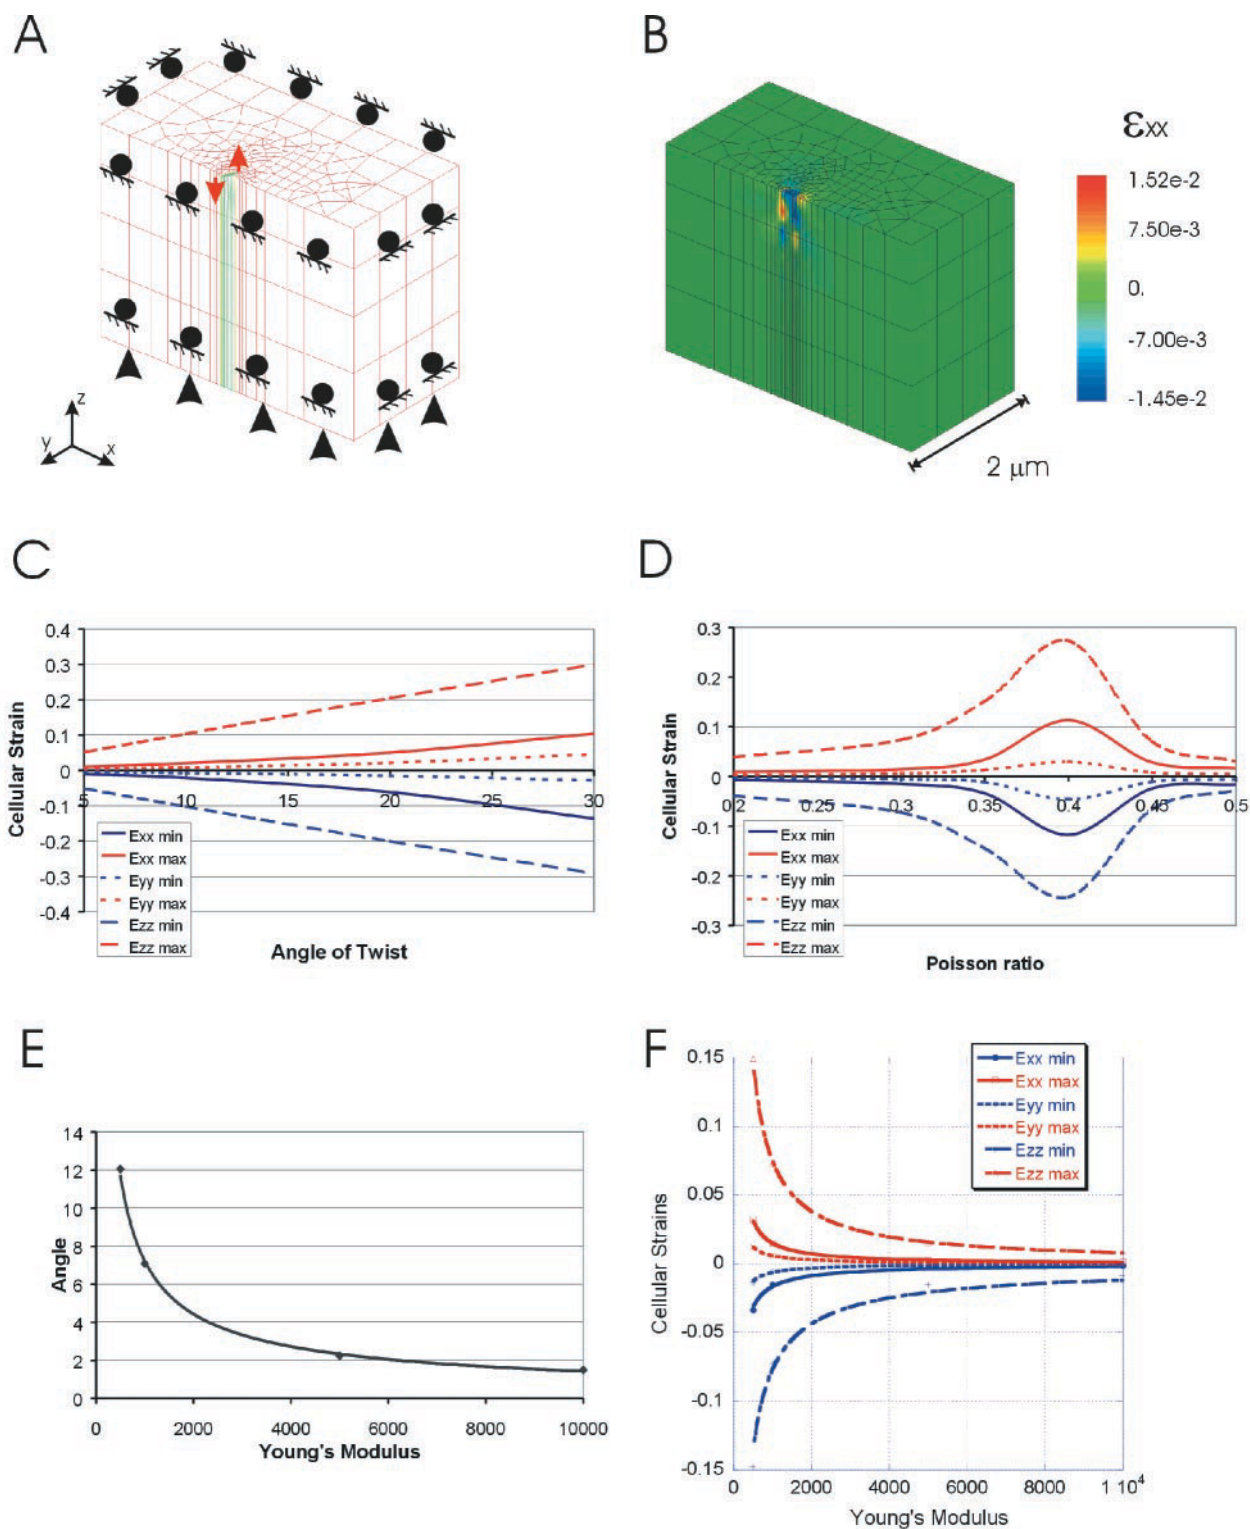 A
B
εxx
1.52e-2
7.50e-3
0.
-7.00e-3
-1.45e-2
z
y
x
2 μm
C
D
0.4
0.3
0.2
0.1
0
-0.1
-0.2
-0.3
-0.4
Cellular Strain
5
10
15
20
25
30
Exx min
Exx max
Eyy min
Eyy max
Ezz min
Ezz max
Angle of Twist
0.3
0.2
0.1
0
-0.1
-0.2
-0.3
Cellular Strain
0.2
0.25
0.3
0.35
0.4
0.45
0.5
Exx min
Exx max
Eyy min
Eyy max
Ezz min
Ezz max
Poisson ratio
E
F
14
12
10
8
6
4
2
0
Angle
0
2000
4000
6000
8000
10000
Young's Modulus
0.15
0.1
0.05
0
-0.05
-0.1
-0.15
Cellular Strains
Exx min
Exx max
Eyy min
Eyy max
Ezz min
Ezz max
0
2000
4000
6000
8000
1 10⁴
Young's Modulus